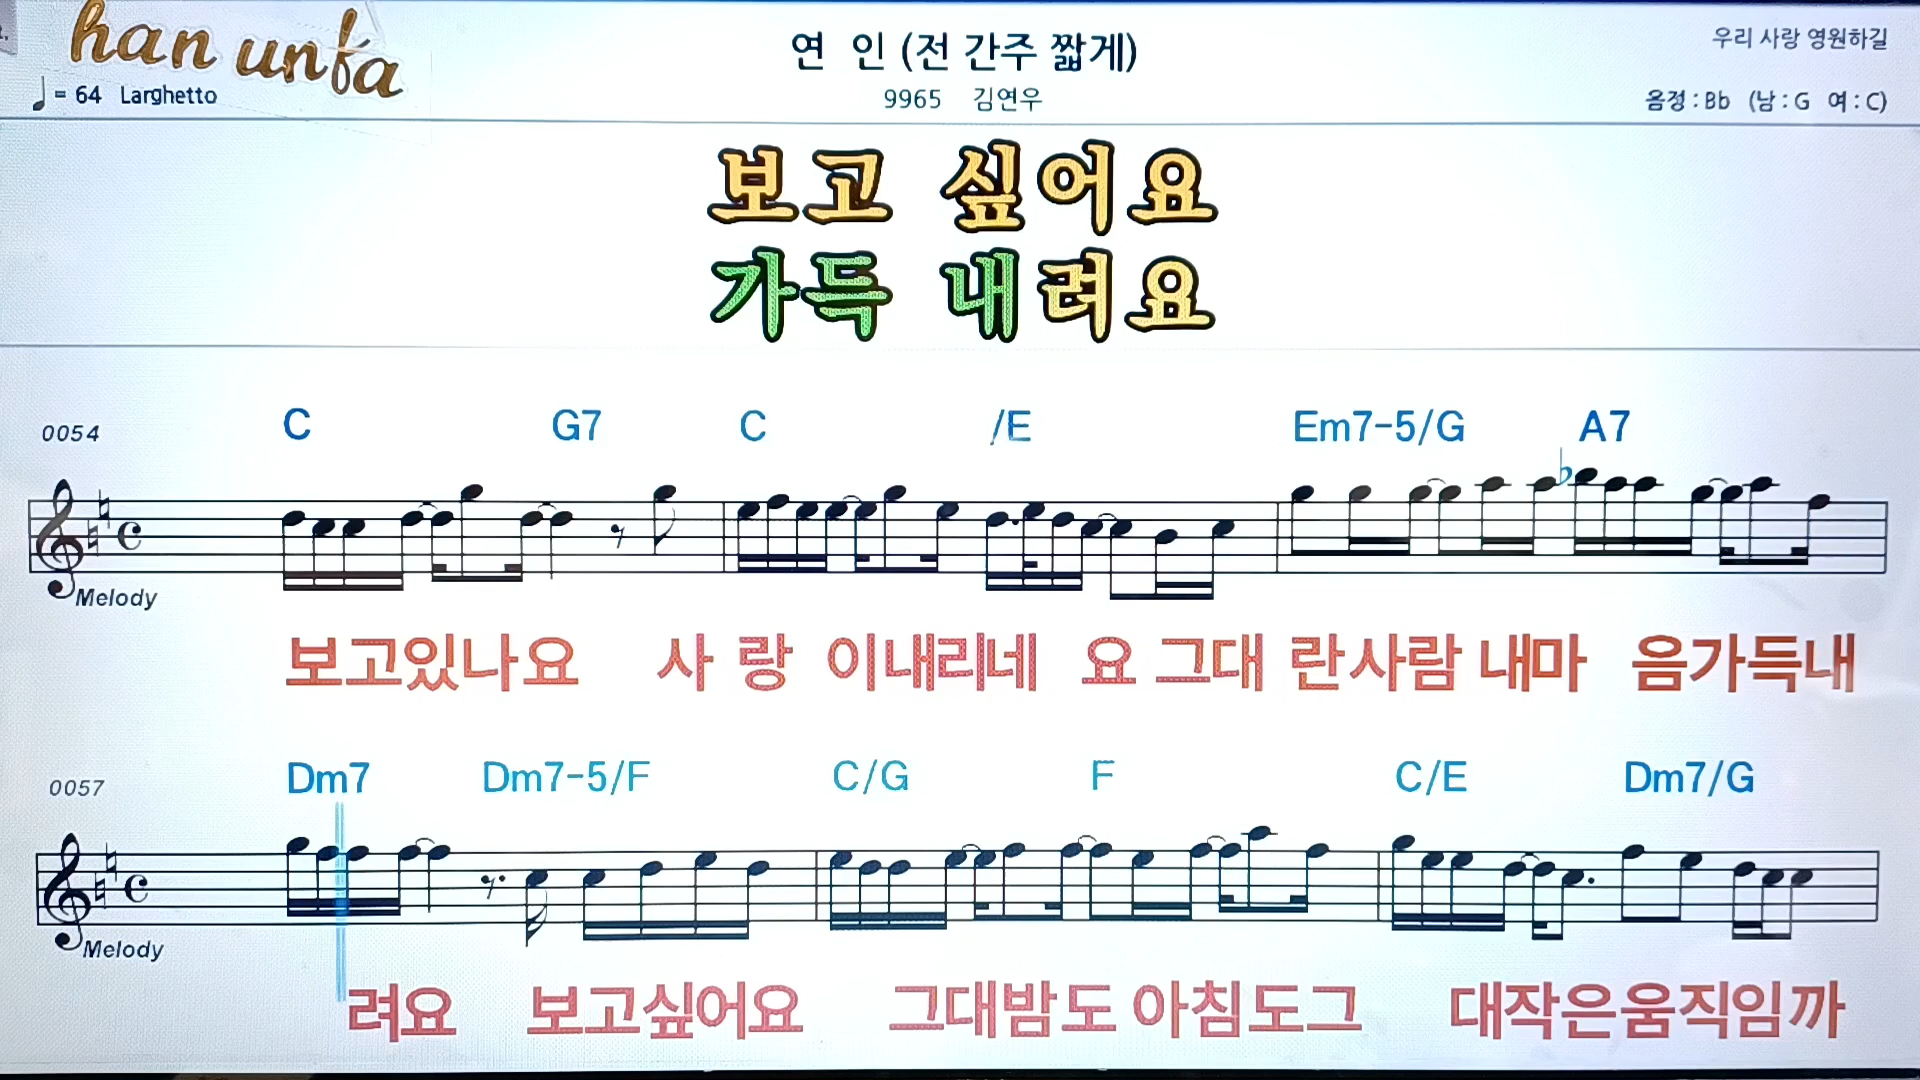 han unfa
연 인 (전 간주 짧게)
우리 사랑 영원하길
♩= 64 Larghetto
9965 김연우
음정 : Bb (남 : G 여 : C)
보고 싶어요
가득 내려요
0054 C G7 C /E Em7-5/G A7
Melody
보고있나요 사 랑 이내리네 요 그대 란사람 내마 음가득내
0057 Dm7 Dm7-5/F C/G F C/E Dm7/G
Melody
려요 보고싶어요 그대밤도 아침도그 대작은움직임까